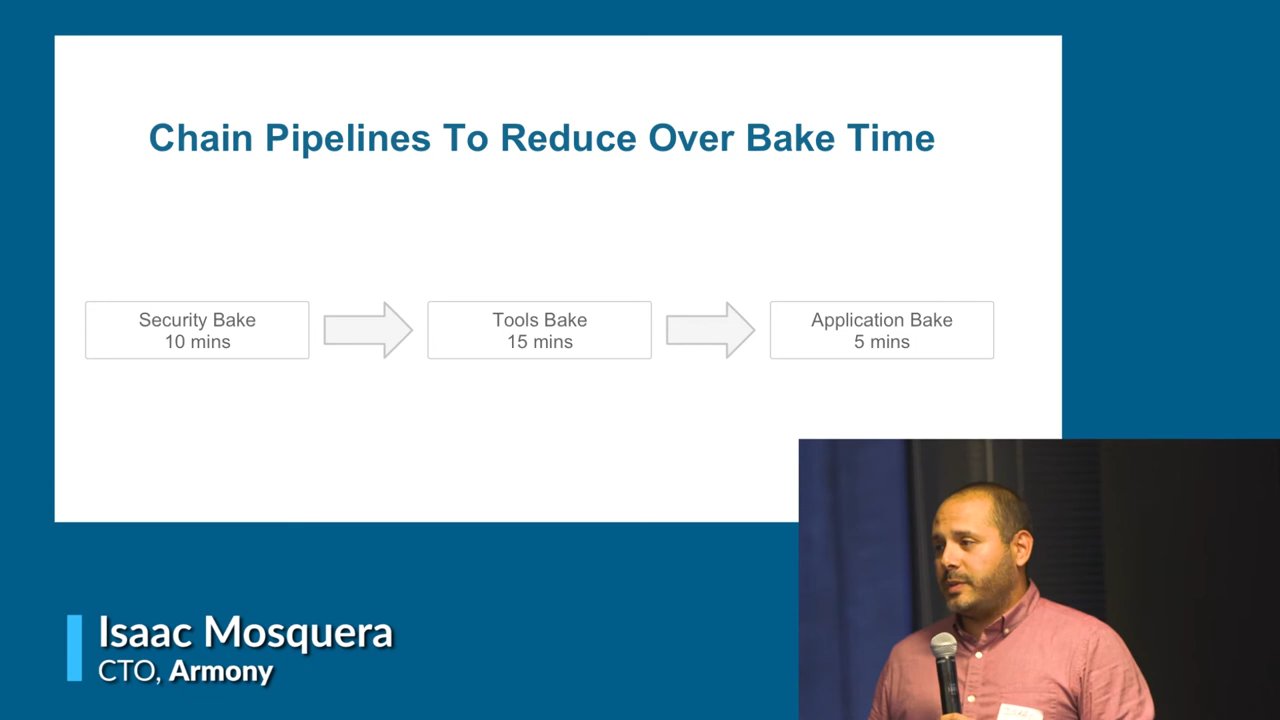 Chain Pipelines To Reduce Over Bake Time
Security Bake
10 mins
Tools Bake
15 mins
Application Bake
5 mins
Isaac Mosquera
CTO, Armony